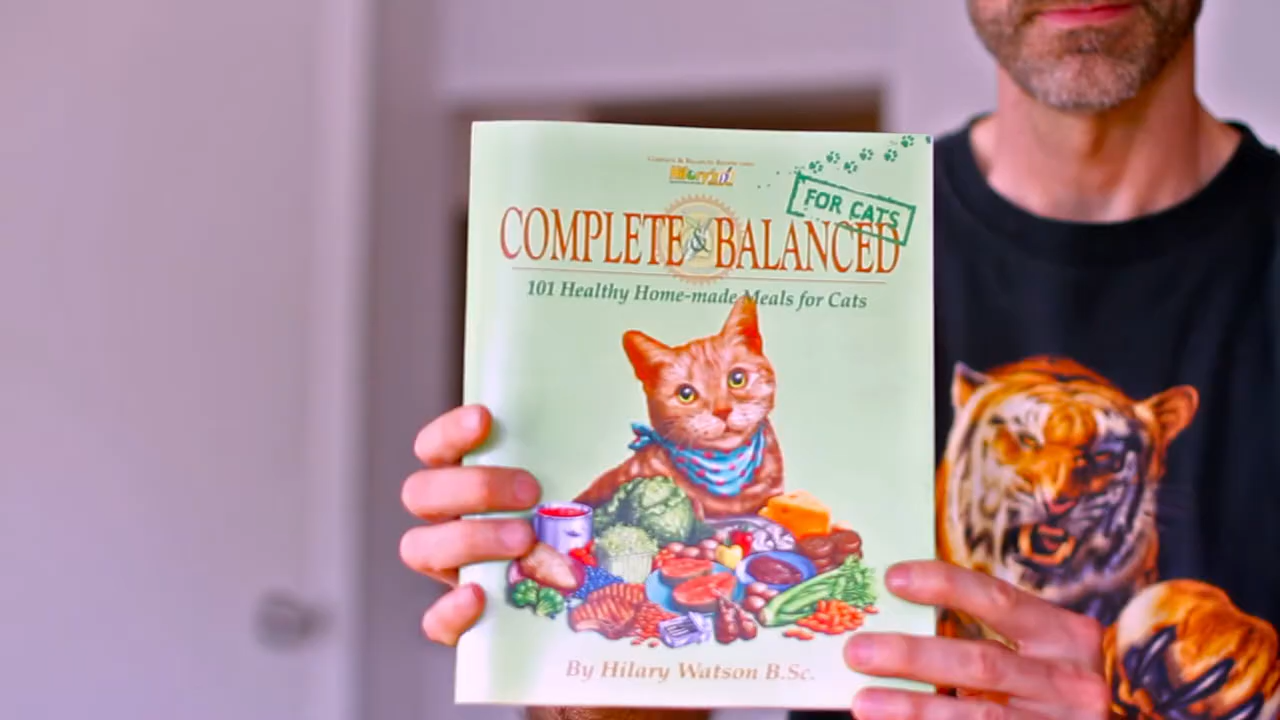 FOR CATS
COMPLETE & BALANCED
101 Healthy Home-made Meals for Cats
By Hilary Watson B.Sc.